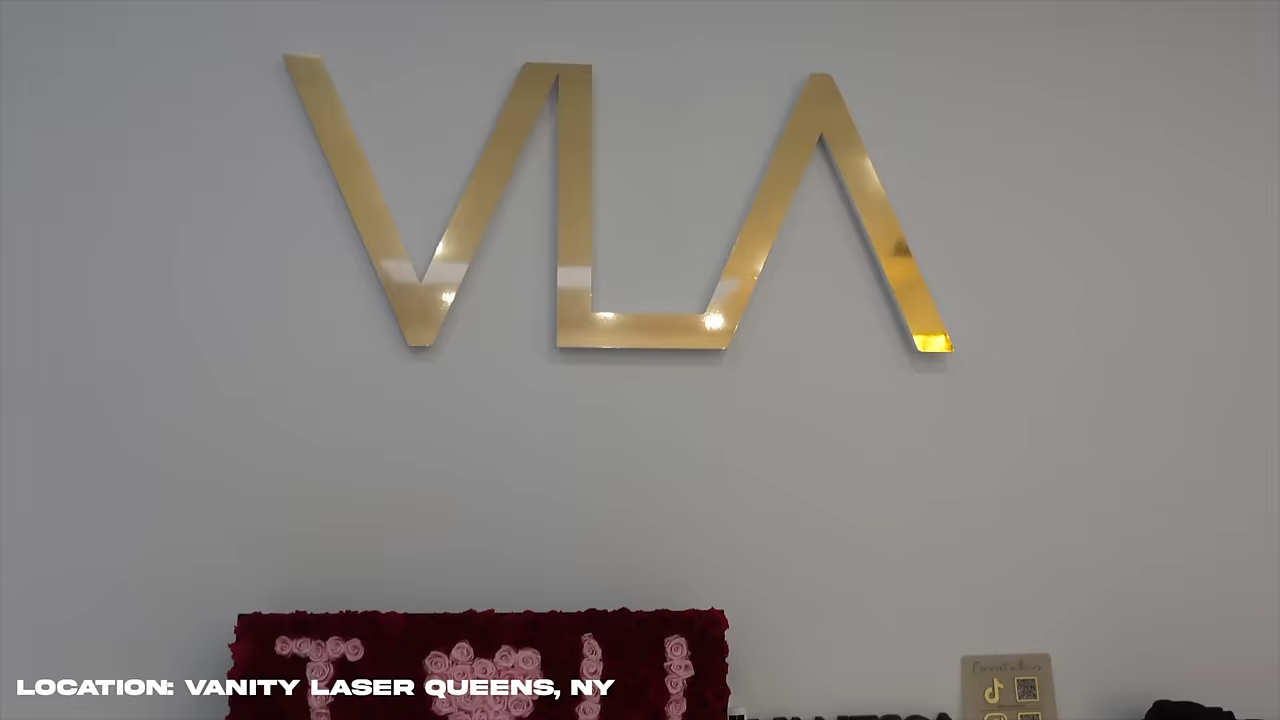 VLA
I ♥ U
LOCATION: VANITY LASER QUEENS, NY